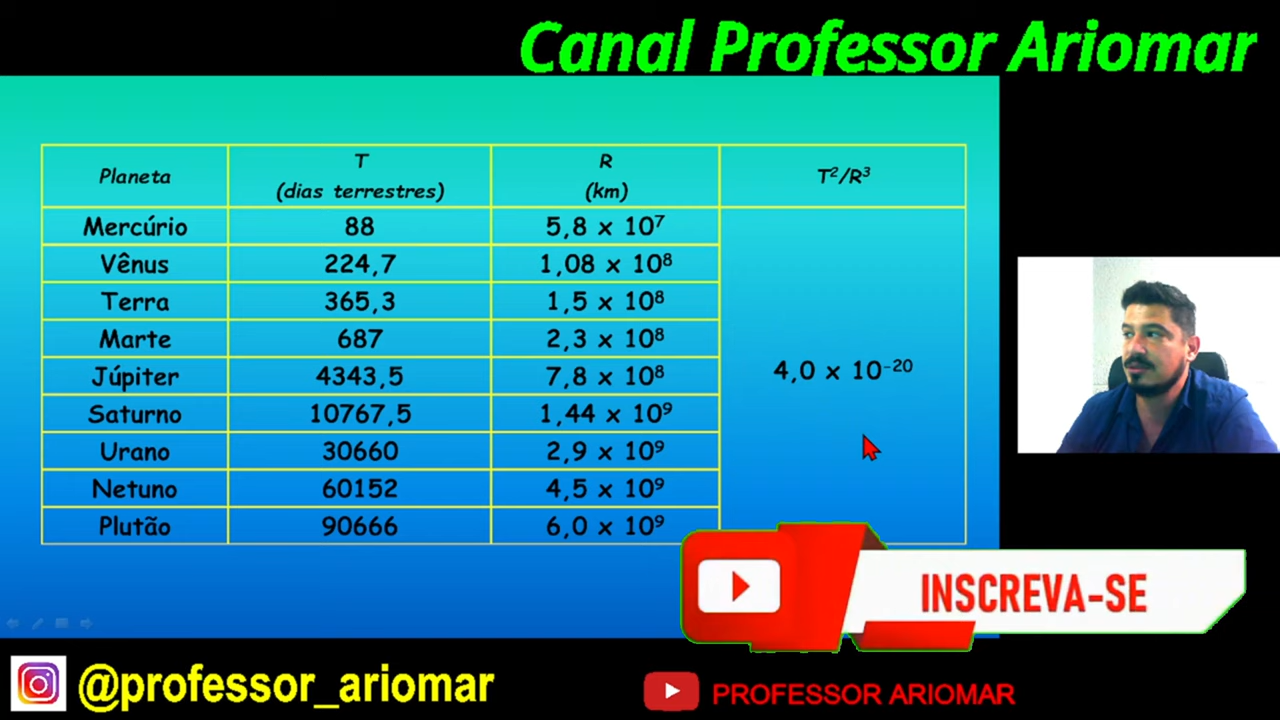 Canal Professor Ariomar
Planeta T (dias terrestres) R (km) T²/R³
Mercúrio 88 5,8 x 10⁷
Vênus 224,7 1,08 x 10⁸
Terra 365,3 1,5 x 10⁸
Marte 687 2,3 x 10⁸
Júpiter 4343,5 7,8 x 10⁸
4,0 x 10⁻²⁰
Saturno 10767,5 1,44 x 10⁹
Urano 30660 2,9 x 10⁹
Netuno 60152 4,5 x 10⁹
Plutão 90666 6,0 x 10⁹
INSCREVA-SE
@professor_ariomar
PROFESSOR ARIOMAR